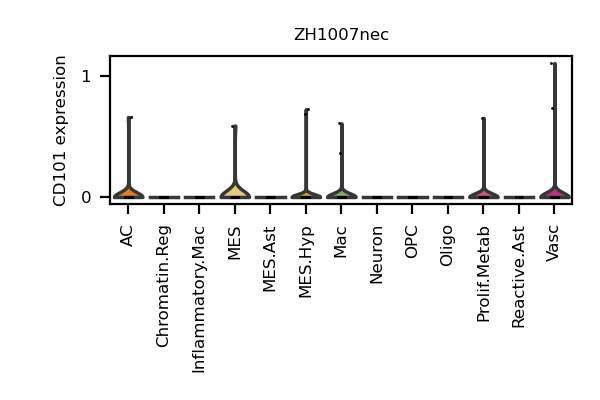 ZH1007nec
CD101 expression
1
0
AC
Chromatin.Reg
Inflammatory.Mac
MES
MES.Ast
MES.Hyp
Mac
Neuron
OPC
Oligo
Prolif.Metab
Reactive.Ast
Vasc